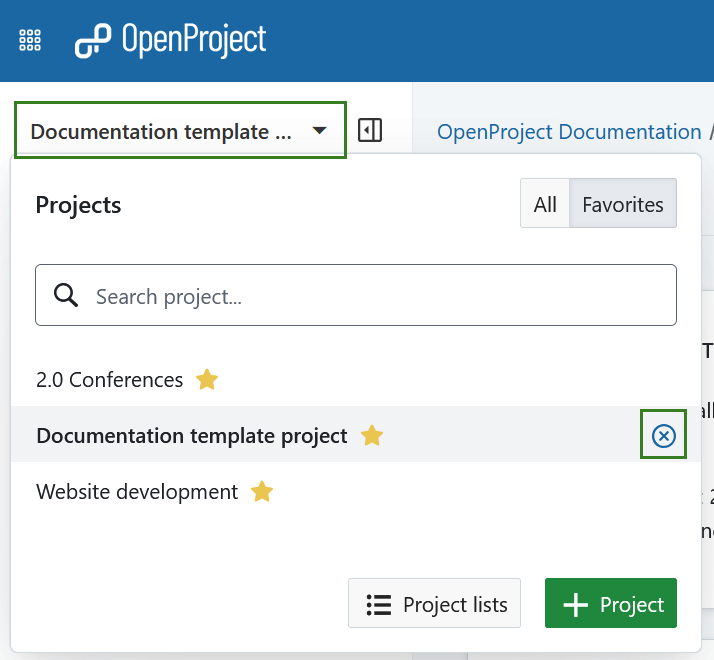 OpenProject
Documentation template ...
OpenProject Documentation /
Projects
All
Favorites
Search project...
2.0 Conferences
Documentation template project
Website development
Project lists
+ Project